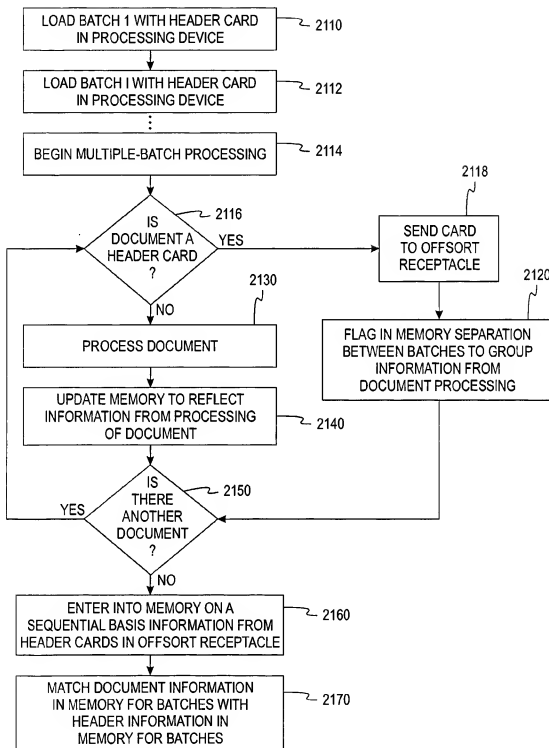 LOAD BATCH 1 WITH HEADER CARD
IN PROCESSING DEVICE
2110
LOAD BATCH I WITH HEADER CARD
IN PROCESSING DEVICE
2112
BEGIN MULTIPLE-BATCH PROCESSING
2114
IS
DOCUMENT A
HEADER CARD
?
2116
YES
NO
SEND CARD
TO OFFSORT
RECEPTACLE
2118
FLAG IN MEMORY SEPARATION
BETWEEN BATCHES TO GROUP
INFORMATION FROM
DOCUMENT PROCESSING
2120
PROCESS DOCUMENT
2130
UPDATE MEMORY TO REFLECT
INFORMATION FROM PROCESSING
OF DOCUMENT
2140
IS
THERE
ANOTHER
DOCUMENT
?
2150
YES
NO
ENTER INTO MEMORY ON A
SEQUENTIAL BASIS INFORMATION FROM
HEADER CARDS IN OFFSORT RECEPTACLE
2160
MATCH DOCUMENT INFORMATION
IN MEMORY FOR BATCHES WITH
HEADER INFORMATION IN
MEMORY FOR BATCHES
2170